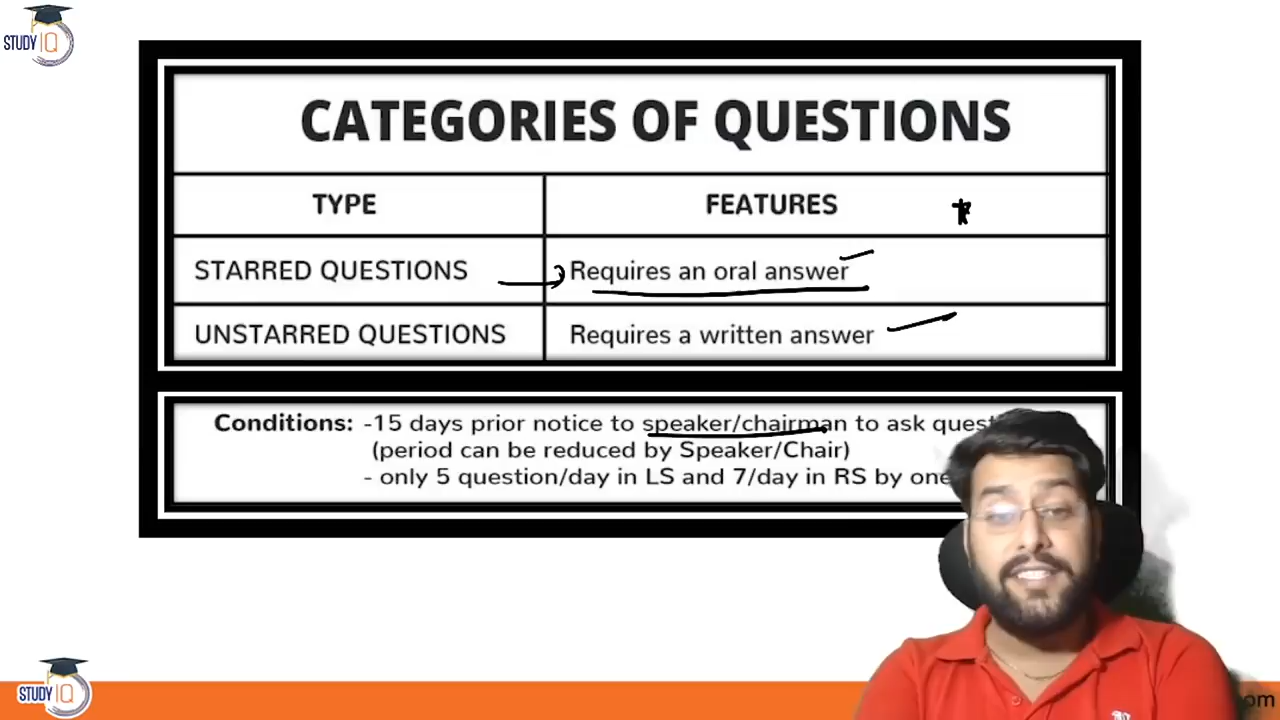 STUDY IQ
CATEGORIES OF QUESTIONS
TYPE FEATURES
STARRED QUESTIONS Requires an oral answer
UNSTARRED QUESTIONS Requires a written answer
Conditions: -15 days prior notice to speaker/chairman to ask
(period can be reduced by Speaker/Chair)
- only 5 question/day in LS and 7/day in RS by one
STUDY IQ
om